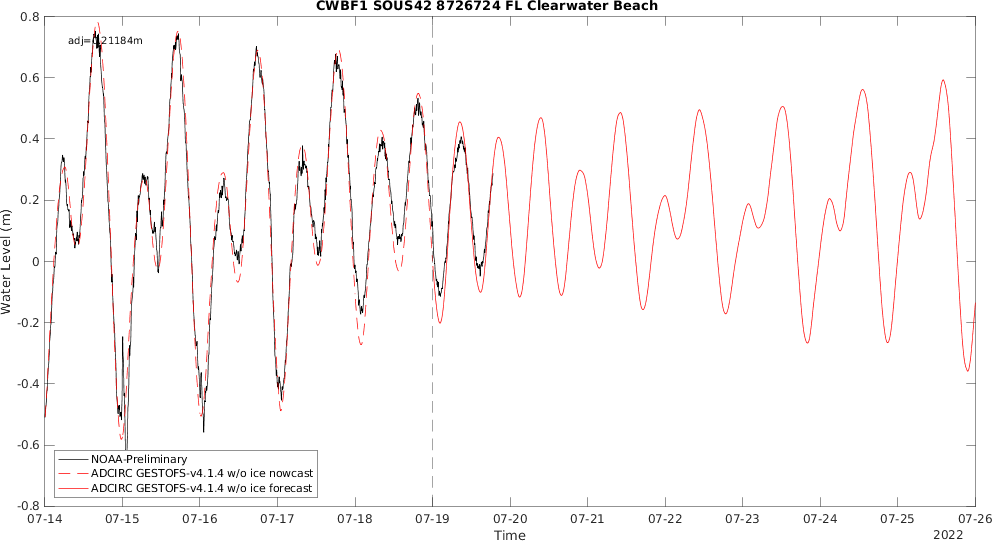 CWBF1 SOUS42 8726724 FL Clearwater Beach
0.8
0.6
0.4
0.2
0
-0.2
-0.4
-0.6
-0.8
Water Level (m)
NOAA-Preliminary
ADCIRC GESTOFS-v4.1.4 w/o ice nowcast
ADCIRC GESTOFS-v4.1.4 w/o ice forecast
07-14 07-15 07-16 07-17 07-18 07-19 07-20 07-21 07-22 07-23 07-24 07-25 07-26
Time
2022